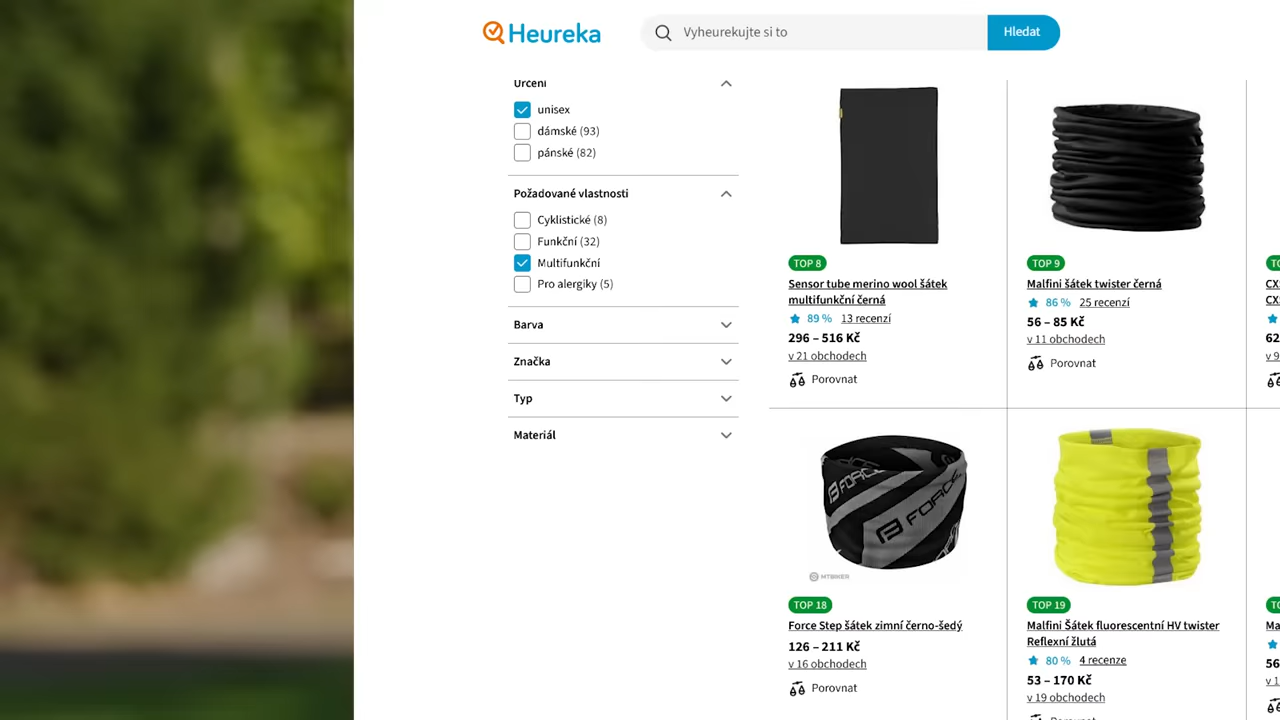 Heureka
Vyheurekujte si to
Hledat
Určení
unisex
dámské (93)
pánské (82)
Požadované vlastnosti
Cyklistické (8)
Funkční (32)
Multifunkční
Pro alergiky (5)
Barva
Značka
Typ
Materiál
TOP 8
Sensor tube merino wool šátek
multifunkční černá
89 % 13 recenzí
296 – 516 Kč
v 21 obchodech
Porovnat
TOP 9
Malfini šátek twister černá
86 % 25 recenzí
56 – 85 Kč
v 11 obchodech
Porovnat
FORCE
FORCE
MTBIKER
TOP 18
Force Step šátek zimní černo-šedý
126 – 211 Kč
v 16 obchodech
Porovnat
TOP 19
Malfini Šátek fluorescentní HV twister
Reflexní žlutá
80 % 4 recenze
53 – 170 Kč
v 19 obchodech
Porovnat